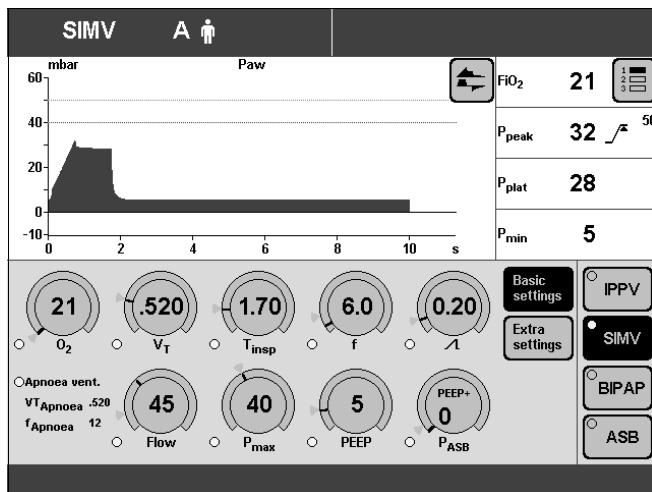 SIMV A
mbar Paw
60
40
20
0
-10
0 2 4 6 8 10 s
FiO2 21
1
2
3
Ppeak 32 50
Pplat 28
Pmin 5
21 .520 1.70 6.0 0.20
O2 VT Tinsp f
Basic
settings
Extra
settings
IPPV
SIMV
BIPAP
ASB
Apnoea vent.
VTApnoea .520
fApnoea 12
45 40 5 PEEP+
0
Flow Pmax PEEP PASB